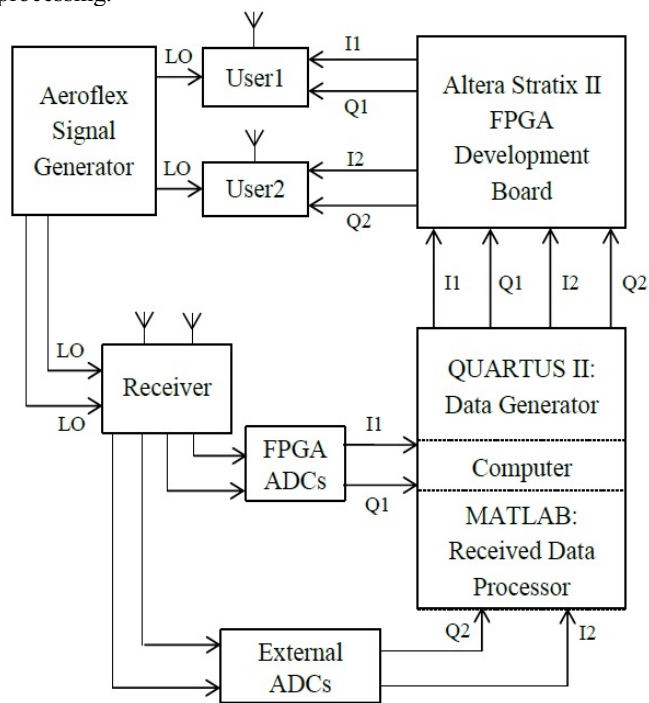 processing.
LO
User1
I1
Q1
Aeroflex
Signal
Generator
Altera Stratix II
FPGA
Development
Board
LO
User2
I2
Q2
I1
Q1
I2
Q2
LO
LO
Receiver
QUARTUS II:
Data Generator
FPGA
ADCs
I1
Q1
Computer
MATLAB:
Received Data
Processor
Q2
I2
External
ADCs